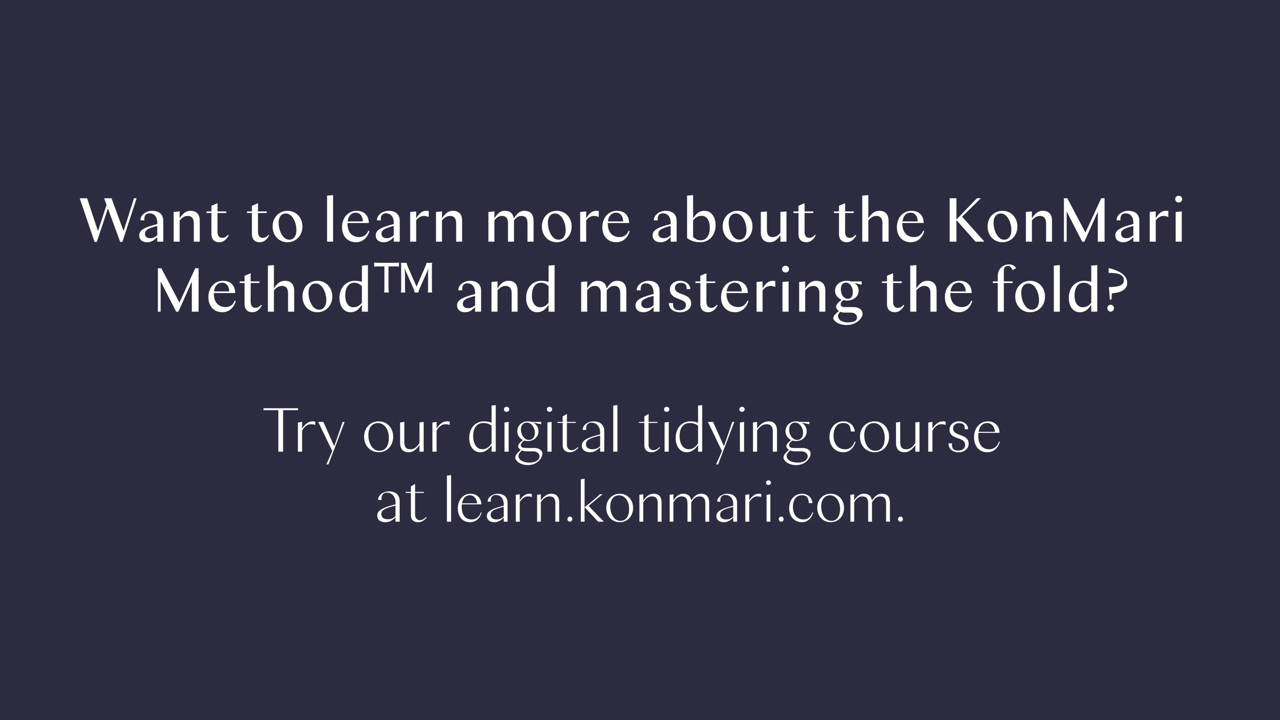 Want to learn more about the KonMari
Method™ and mastering the fold?
Try our digital tidying course
at learn.konmari.com.